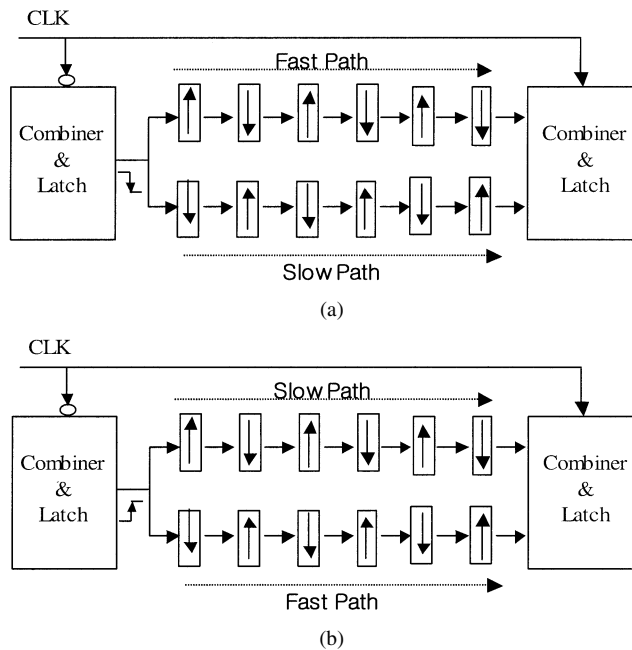 CLK
Fast Path
Combiner
&
Latch
Combiner
&
Latch
Slow Path
(a)
CLK
Slow Path
Combiner
&
Latch
Combiner
&
Latch
Fast Path
(b)